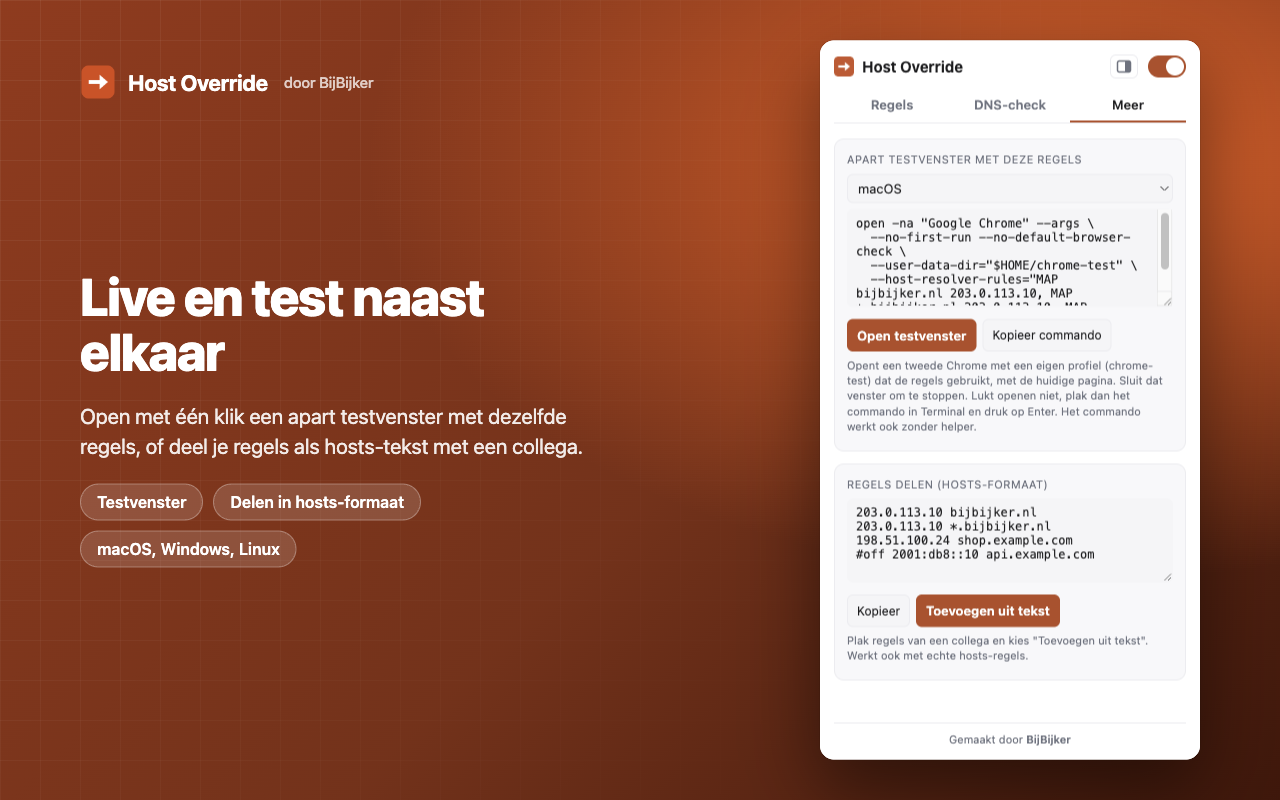 Host Override door BijBijker
Live en test naast
elkaar
Open met één klik een apart testvenster met dezelfde
regels, of deel je regels als hosts-tekst met een collega.
Testvenster
Delen in hosts-formaat
macOS, Windows, Linux
Host Override
Regels
DNS-check
Meer
APART TESTVENSTER MET DEZE REGELS
macOS
open -na "Google Chrome" --args \
--no-first-run --no-default-browser-
check \
--user-data-dir="$HOME/chrome-test" \
--host-resolver-rules="MAP
bijbijker.nl 203.0.113.10, MAP
Open testvenster
Kopieer commando
Opent een tweede Chrome met een eigen profiel (chrome-
test) dat de regels gebruikt, met de huidige pagina. Sluit dat
venster om te stoppen. Lukt openen niet, plak dan het
commando in Terminal en druk op Enter. Het commando
werkt ook zonder helper.
REGELS DELEN (HOSTS-FORMAAT)
203.0.113.10 bijbijker.nl
203.0.113.10 *.bijbijker.nl
198.51.100.24 shop.example.com
#off 2001:db8::10 api.example.com
Kopieer
Toevoegen uit tekst
Plak regels van een collega en kies "Toevoegen uit tekst".
Werkt ook met echte hosts-regels.
Gemaakt door BijBijker